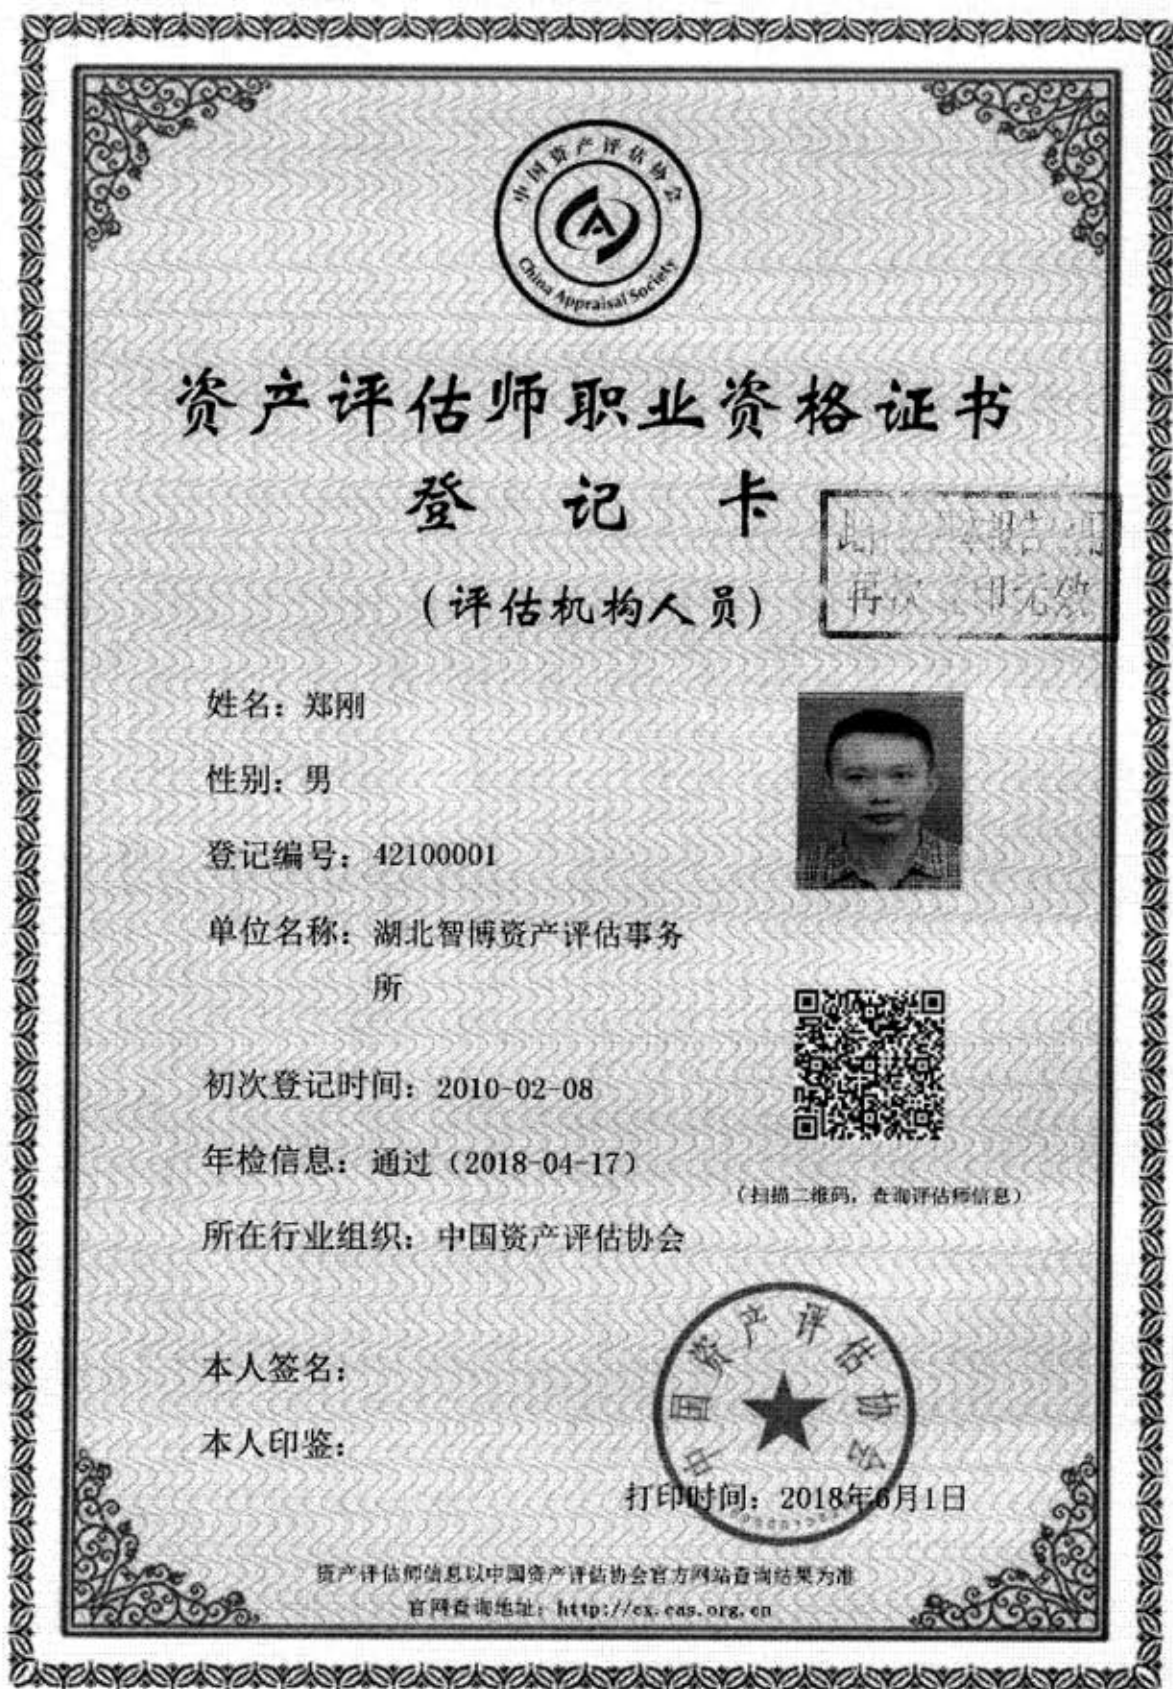 中国资产评估协会
China Appraisal Society
资产评估师职业资格证书
登记卡
(评估机构人员)
报告
再 无效
姓名：郑刚
性别：男
登记编号：42100001
单位名称：湖北智博资产评估事务
所
初次登记时间：2010-02-08
年检信息：通过（2018-04-17）
（扫描二维码，查询评估师信息）
所在行业组织：中国资产评估协会
中国资产评估协会
本人签名：
本人印鉴：
打印时间：2018年6月1日
资产评估师信息以中国资产评估协会官方网站查询结果为准
官网查询地址：http://cx.cas.org.cn